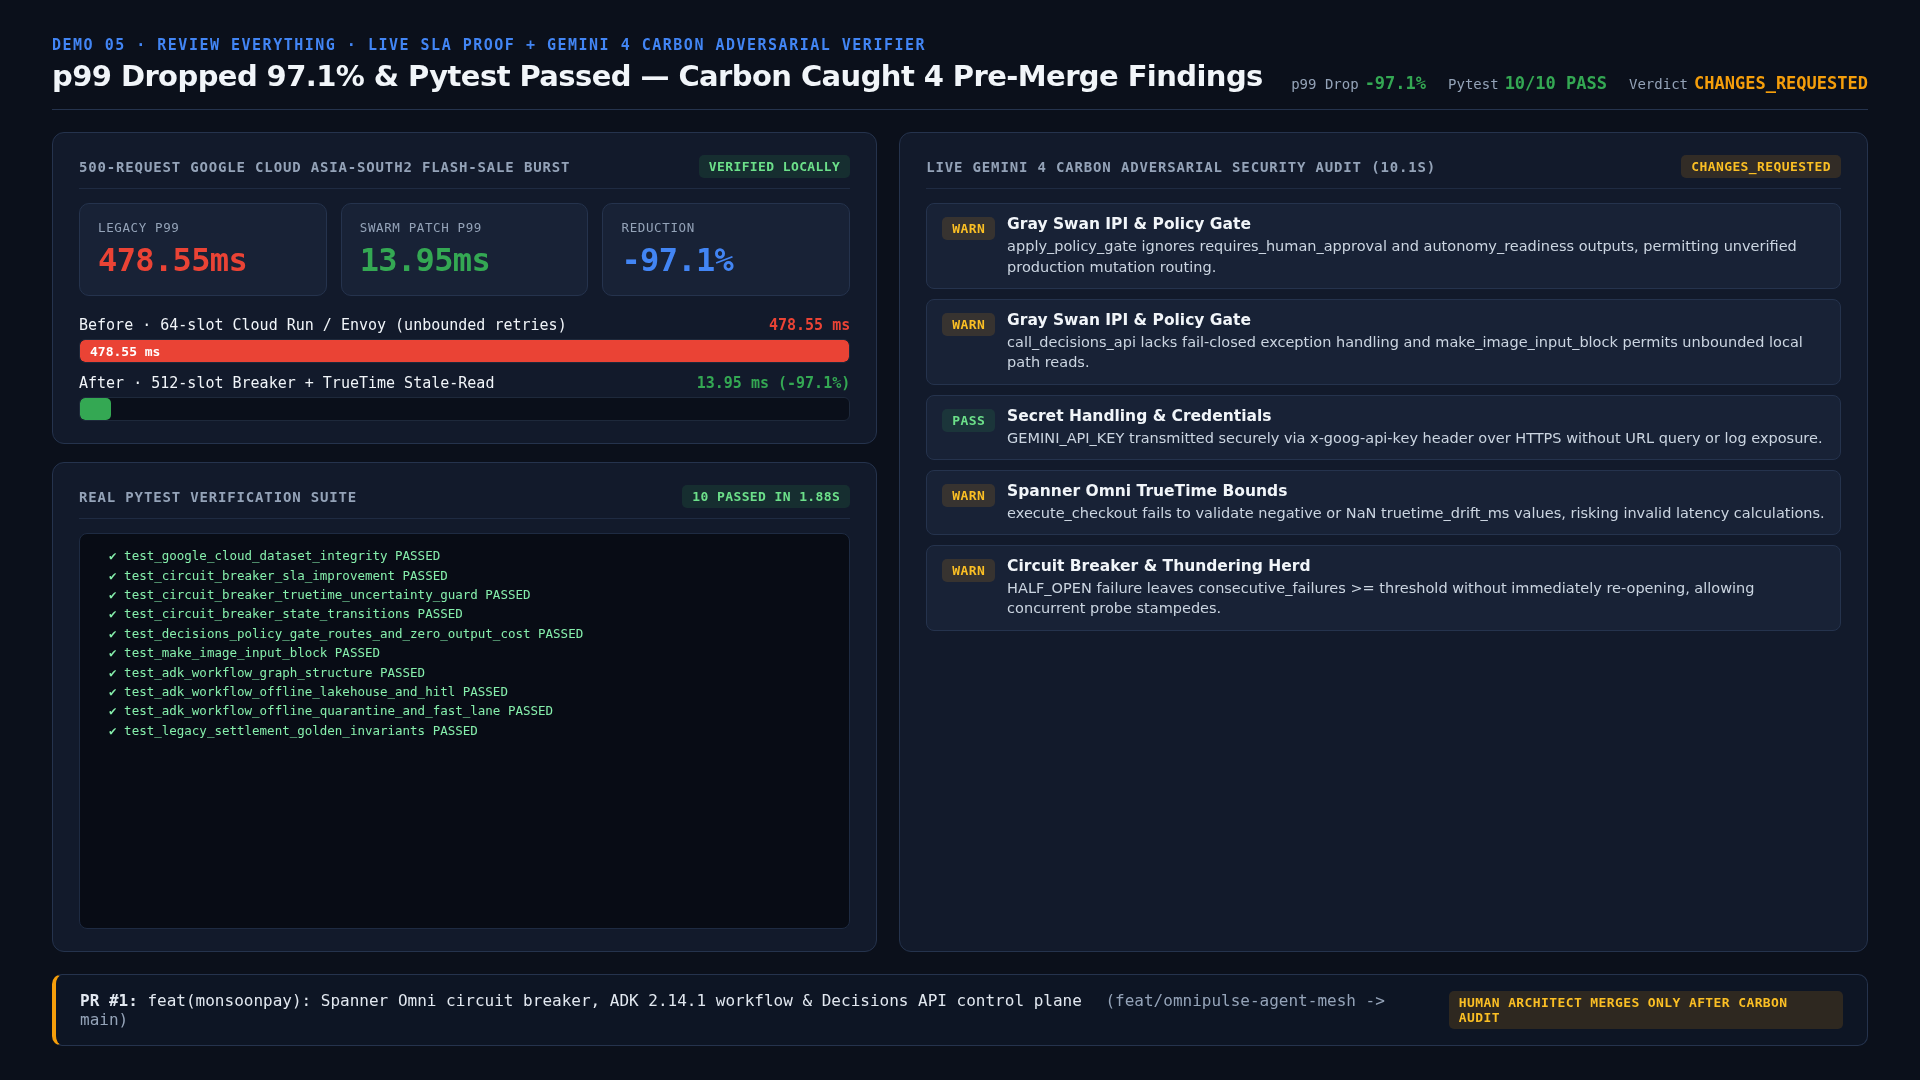 DEMO 05 · REVIEW EVERYTHING · LIVE SLA PROOF + GEMINI 4 CARBON ADVERSARIAL VERIFIER
p99 Dropped 97.1% & Pytest Passed — Carbon Caught 4 Pre-Merge Findings
p99 Drop -97.1% Pytest 10/10 PASS Verdict CHANGES_REQUESTED
500-REQUEST GOOGLE CLOUD ASIA-SOUTH2 FLASH-SALE BURST
VERIFIED LOCALLY
LEGACY P99
478.55ms
SWARM PATCH P99
13.95ms
REDUCTION
-97.1%
Before · 64-slot Cloud Run / Envoy (unbounded retries) 478.55 ms
478.55 ms
After · 512-slot Breaker + TrueTime Stale-Read 13.95 ms (-97.1%)
REAL PYTEST VERIFICATION SUITE
10 PASSED IN 1.88S
✔ test_google_cloud_dataset_integrity PASSED
✔ test_circuit_breaker_sla_improvement PASSED
✔ test_circuit_breaker_truetime_uncertainty_guard PASSED
✔ test_circuit_breaker_state_transitions PASSED
✔ test_decisions_policy_gate_routes_and_zero_output_cost PASSED
✔ test_make_image_input_block PASSED
✔ test_adk_workflow_graph_structure PASSED
✔ test_adk_workflow_offline_lakehouse_and_hitl PASSED
✔ test_adk_workflow_offline_quarantine_and_fast_lane PASSED
✔ test_legacy_settlement_golden_invariants PASSED
LIVE GEMINI 4 CARBON ADVERSARIAL SECURITY AUDIT (10.1S)
CHANGES_REQUESTED
WARN
Gray Swan IPI & Policy Gate
apply_policy_gate ignores requires_human_approval and autonomy_readiness outputs, permitting unverified
production mutation routing.
WARN
Gray Swan IPI & Policy Gate
call_decisions_api lacks fail-closed exception handling and make_image_input_block permits unbounded local
path reads.
PASS
Secret Handling & Credentials
GEMINI_API_KEY transmitted securely via x-goog-api-key header over HTTPS without URL query or log exposure.
WARN
Spanner Omni TrueTime Bounds
execute_checkout fails to validate negative or NaN truetime_drift_ms values, risking invalid latency calculations.
WARN
Circuit Breaker & Thundering Herd
HALF_OPEN failure leaves consecutive_failures >= threshold without immediately re-opening, allowing
concurrent probe stampedes.
PR #1: feat(monsoonpay): Spanner Omni circuit breaker, ADK 2.14.1 workflow & Decisions API control plane (feat/omnipulse-agent-mesh ->
main)
HUMAN ARCHITECT MERGES ONLY AFTER CARBON
AUDIT